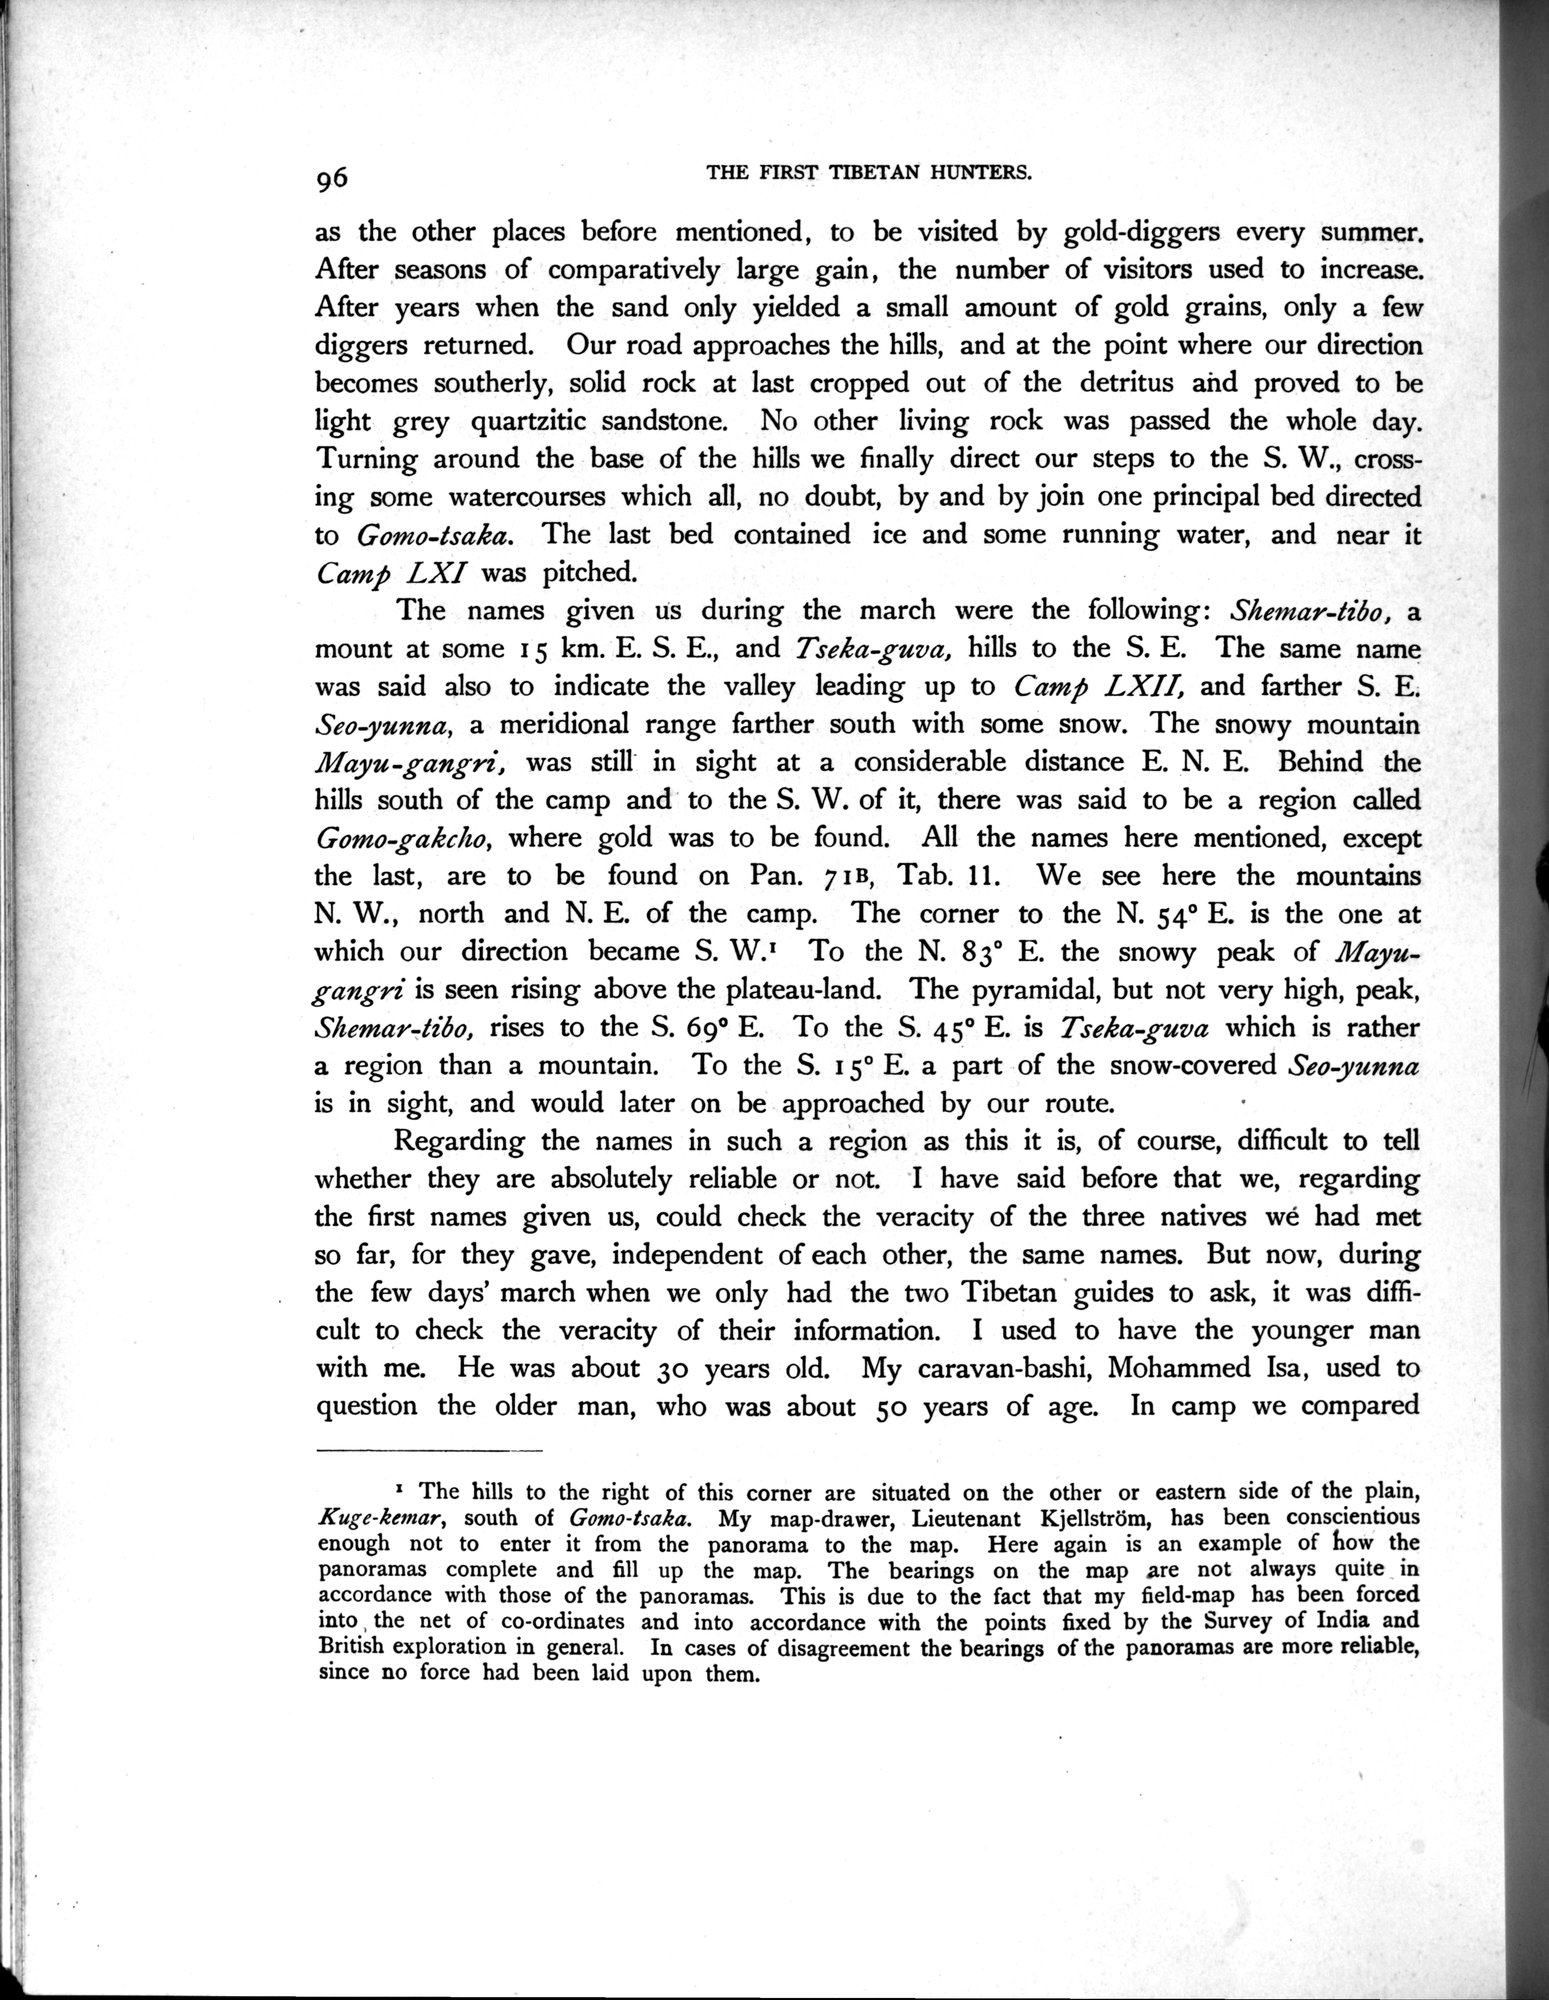 96 THE FIRST TIBETAN HUNTERS.
as the other places before mentioned, to be visited by gold-diggers every summer.
After seasons of comparatively large gain, the number of visitors used to increase.
After years when the sand only yielded a small amount of gold grains, only a few
diggers returned. Our road approaches the hills, and at the point where our direction
becomes southerly, solid rock at last cropped out of the detritus and proved to be
light grey quartzitic sandstone. No other living rock was passed the whole day.
Turning around the base of the hills we finally direct our steps to the S. W., cross-
ing some watercourses which all, no doubt, by and by join one principal bed directed
to Gomo-tsaka. The last bed contained ice and some running water, and near it
Camp LXI was pitched.
The names given us during the march were the following: Shemar-tibo, a
mount at some 15 km. E. S. E., and Tseka-guva, hills to the S. E. The same name
was said also to indicate the valley leading up to Camp LXII, and farther S. E.
Seo-yunna, a meridional range farther south with some snow. The snowy mountain
Mayu-gangri, was still in sight at a considerable distance E. N. E. Behind the
hills south of the camp and to the S. W. of it, there was said to be a region called
Gomo-gakcho, where gold was to be found. All the names here mentioned, except
the last, are to be found on Pan. 71B, Tab. 11. We see here the mountains
N. W., north and N. E. of the camp. The corner to the N. 54° E. is the one at
which our direction became S. W.¹ To the N. 83° E. the snowy peak of Mayu-
gangri is seen rising above the plateau-land. The pyramidal, but not very high, peak,
Shemar-tibo, rises to the S. 69° E. To the S. 45° E. is Tseka-guva which is rather
a region than a mountain. To the S. 15° E. a part of the snow-covered Seo-yunna
is in sight, and would later on be approached by our route.
Regarding the names in such a region as this it is, of course, difficult to tell
whether they are absolutely reliable or not. I have said before that we, regarding
the first names given us, could check the veracity of the three natives we had met
so far, for they gave, independent of each other, the same names. But now, during
the few days' march when we only had the two Tibetan guides to ask, it was diffi-
cult to check the veracity of their information. I used to have the younger man
with me. He was about 30 years old. My caravan-bashi, Mohammed Isa, used to
question the older man, who was about 50 years of age. In camp we compared
¹ The hills to the right of this corner are situated on the other or eastern side of the plain,
Kuge-kemar, south of Gomo-tsaka. My map-drawer, Lieutenant Kjellström, has been conscientious
enough not to enter it from the panorama to the map. Here again is an example of how the
panoramas complete and fill up the map. The bearings on the map are not always quite in
accordance with those of the panoramas. This is due to the fact that my field-map has been forced
into the net of co-ordinates and into accordance with the points fixed by the Survey of India and
British exploration in general. In cases of disagreement the bearings of the panoramas are more reliable,
since no force had been laid upon them.